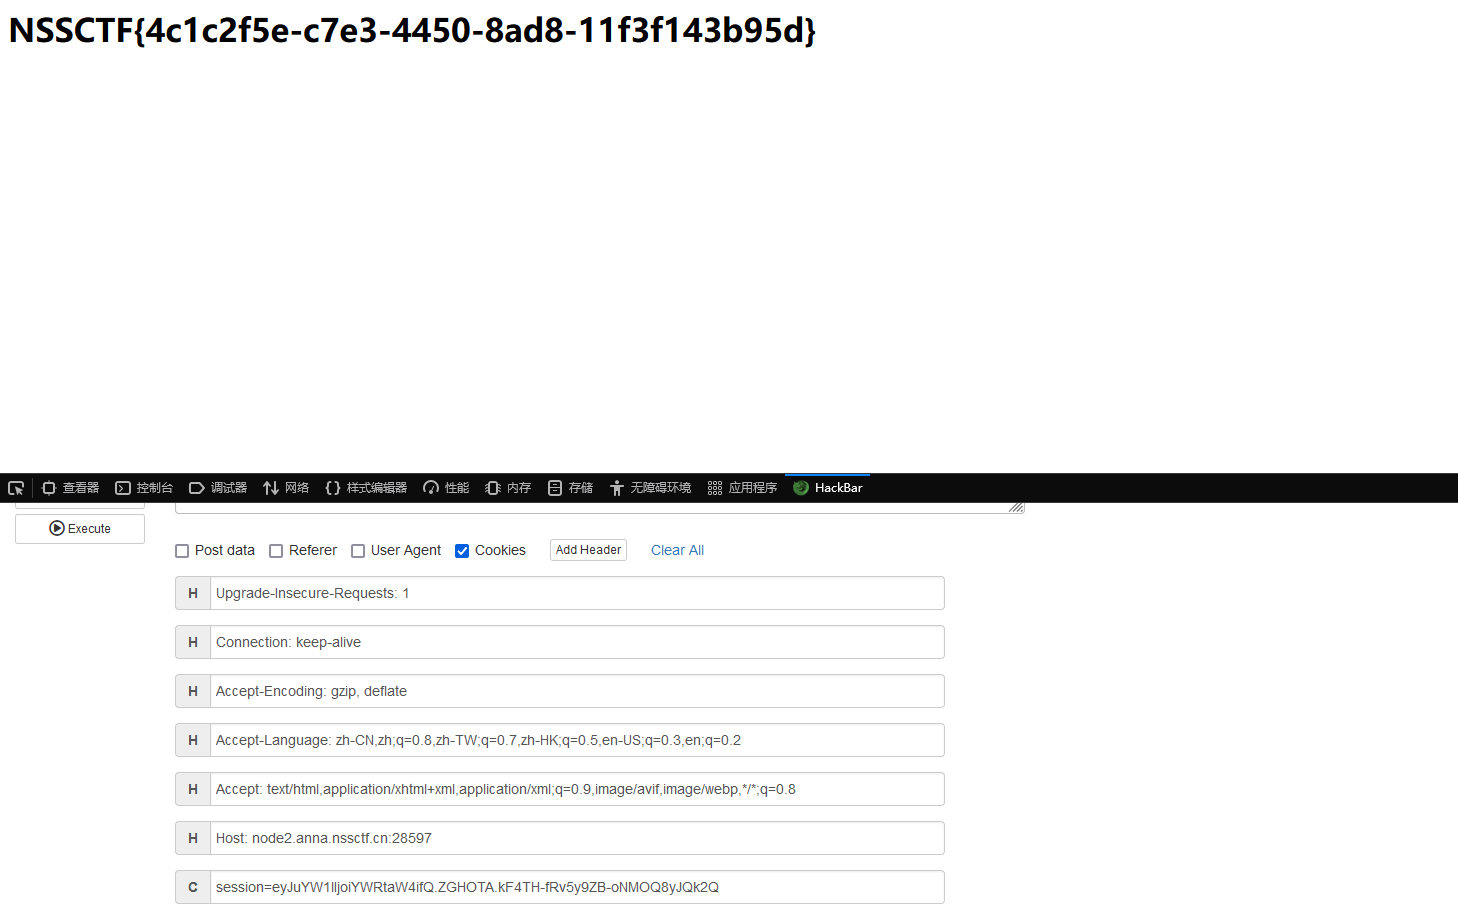 NSSCTF{4c1c2f5e-c7e3-4450-8ad8-11f3f143b95d}
查看器 控制台 调试器 网络 样式编辑器 性能 内存 存储 无障碍环境 应用程序 HackBar
Execute
Post data Referer User Agent Cookies Add Header Clear All
H Upgrade-Insecure-Requests: 1
H Connection: keep-alive
H Accept-Encoding: gzip, deflate
H Accept-Language: zh-CN,zh;q=0.8,zh-TW;q=0.7,zh-HK;q=0.5,en-US;q=0.3,en;q=0.2
H Accept: text/html,application/xhtml+xml,application/xml;q=0.9,image/avif,image/webp,*/*;q=0.8
H Host: node2.anna.nssctf.cn:28597
C session=eyJuYW1lIjoiYWRtaW4ifQ.ZGHOTA.kF4TH-fRv5y9ZB-oNMOQ8yJQk2Q